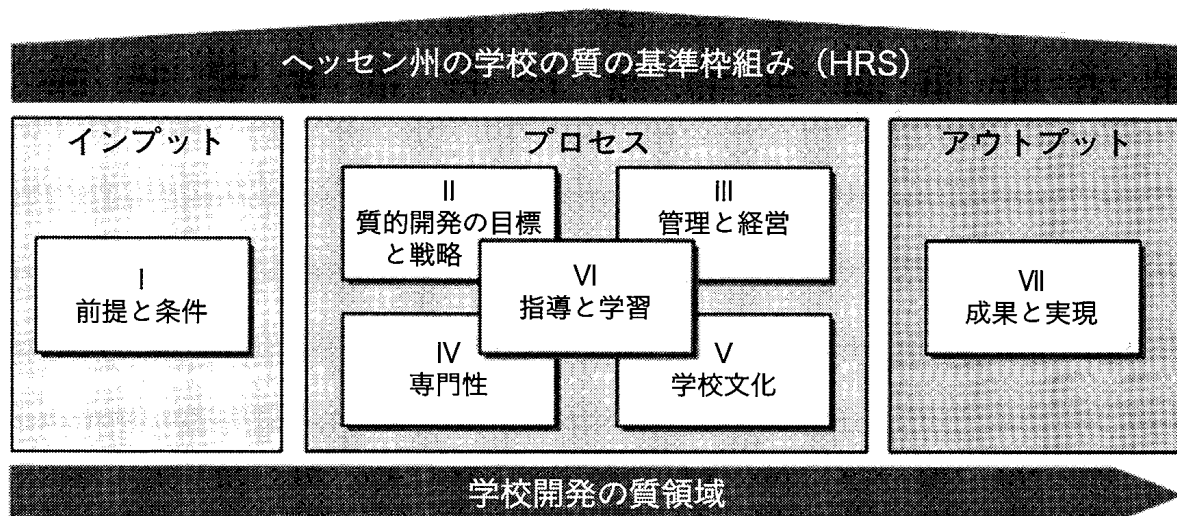 ヘッセン州の学校の質の基準枠組み（HRS）
インプット
Ⅰ
前提と条件
プロセス
Ⅱ
質的開発の目標
と戦略
Ⅲ
管理と経営
Ⅵ
指導と学習
Ⅳ
専門性
Ⅴ
学校文化
アウトプット
Ⅶ
成果と実現
学校開発の質領域